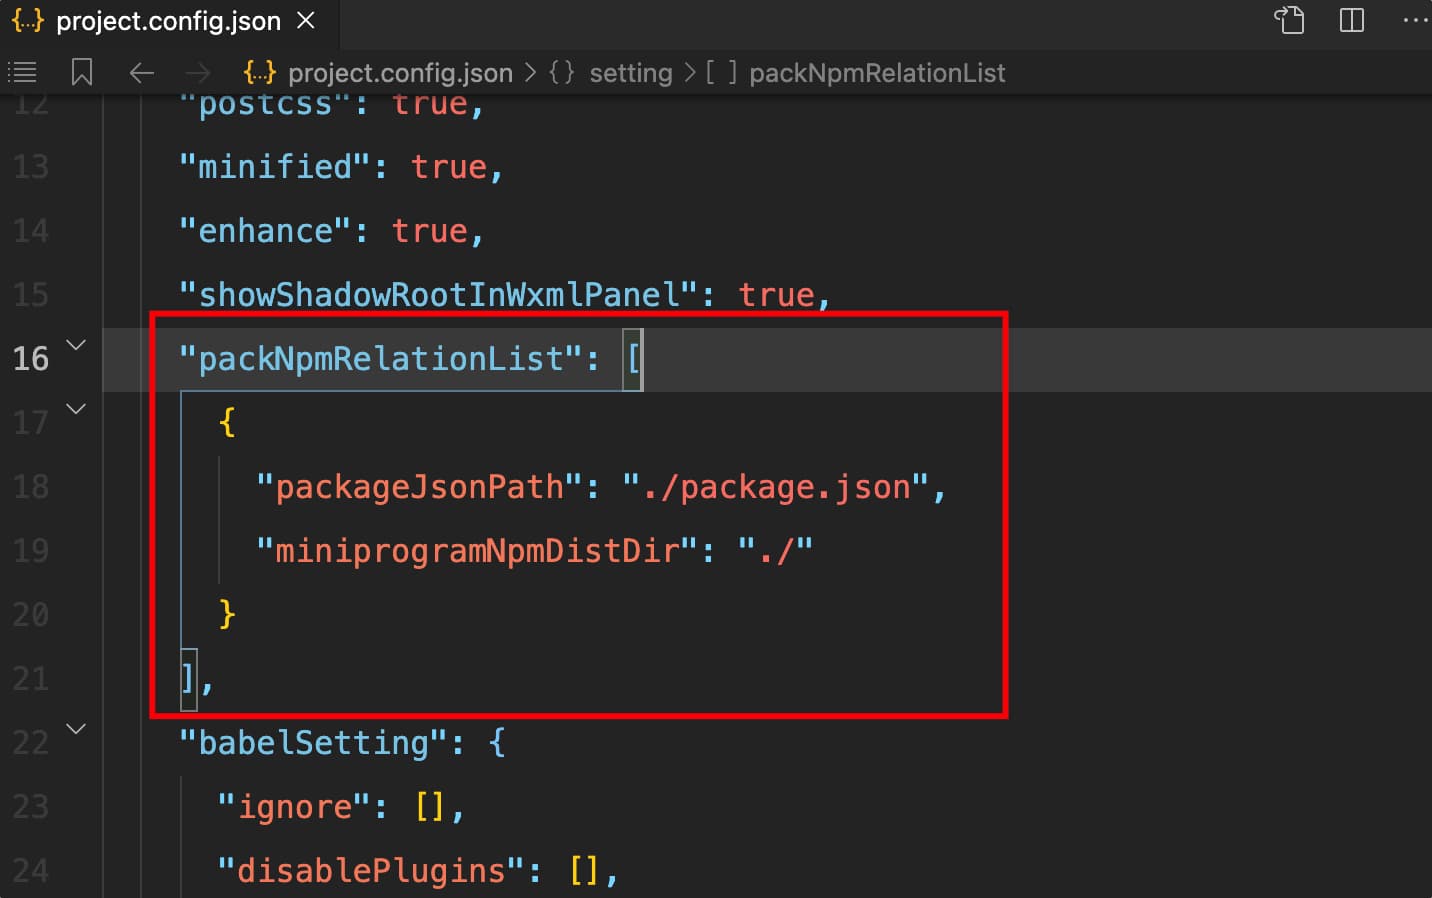 {..} project.config.json ×
{..} project.config.json > {} setting > [ ] packNpmRelationList
12 "postcss": true,
13 "minified": true,
14 "enhance": true,
15 "showShadowRootInWxmlPanel": true,
16 "packNpmRelationList": [
17 {
18 "packageJsonPath": "./package.json",
19 "miniprogramNpmDistDir": "./"
20 }
21 ],
22 "babelSetting": {
23 "ignore": [],
24 "disablePlugins": [],